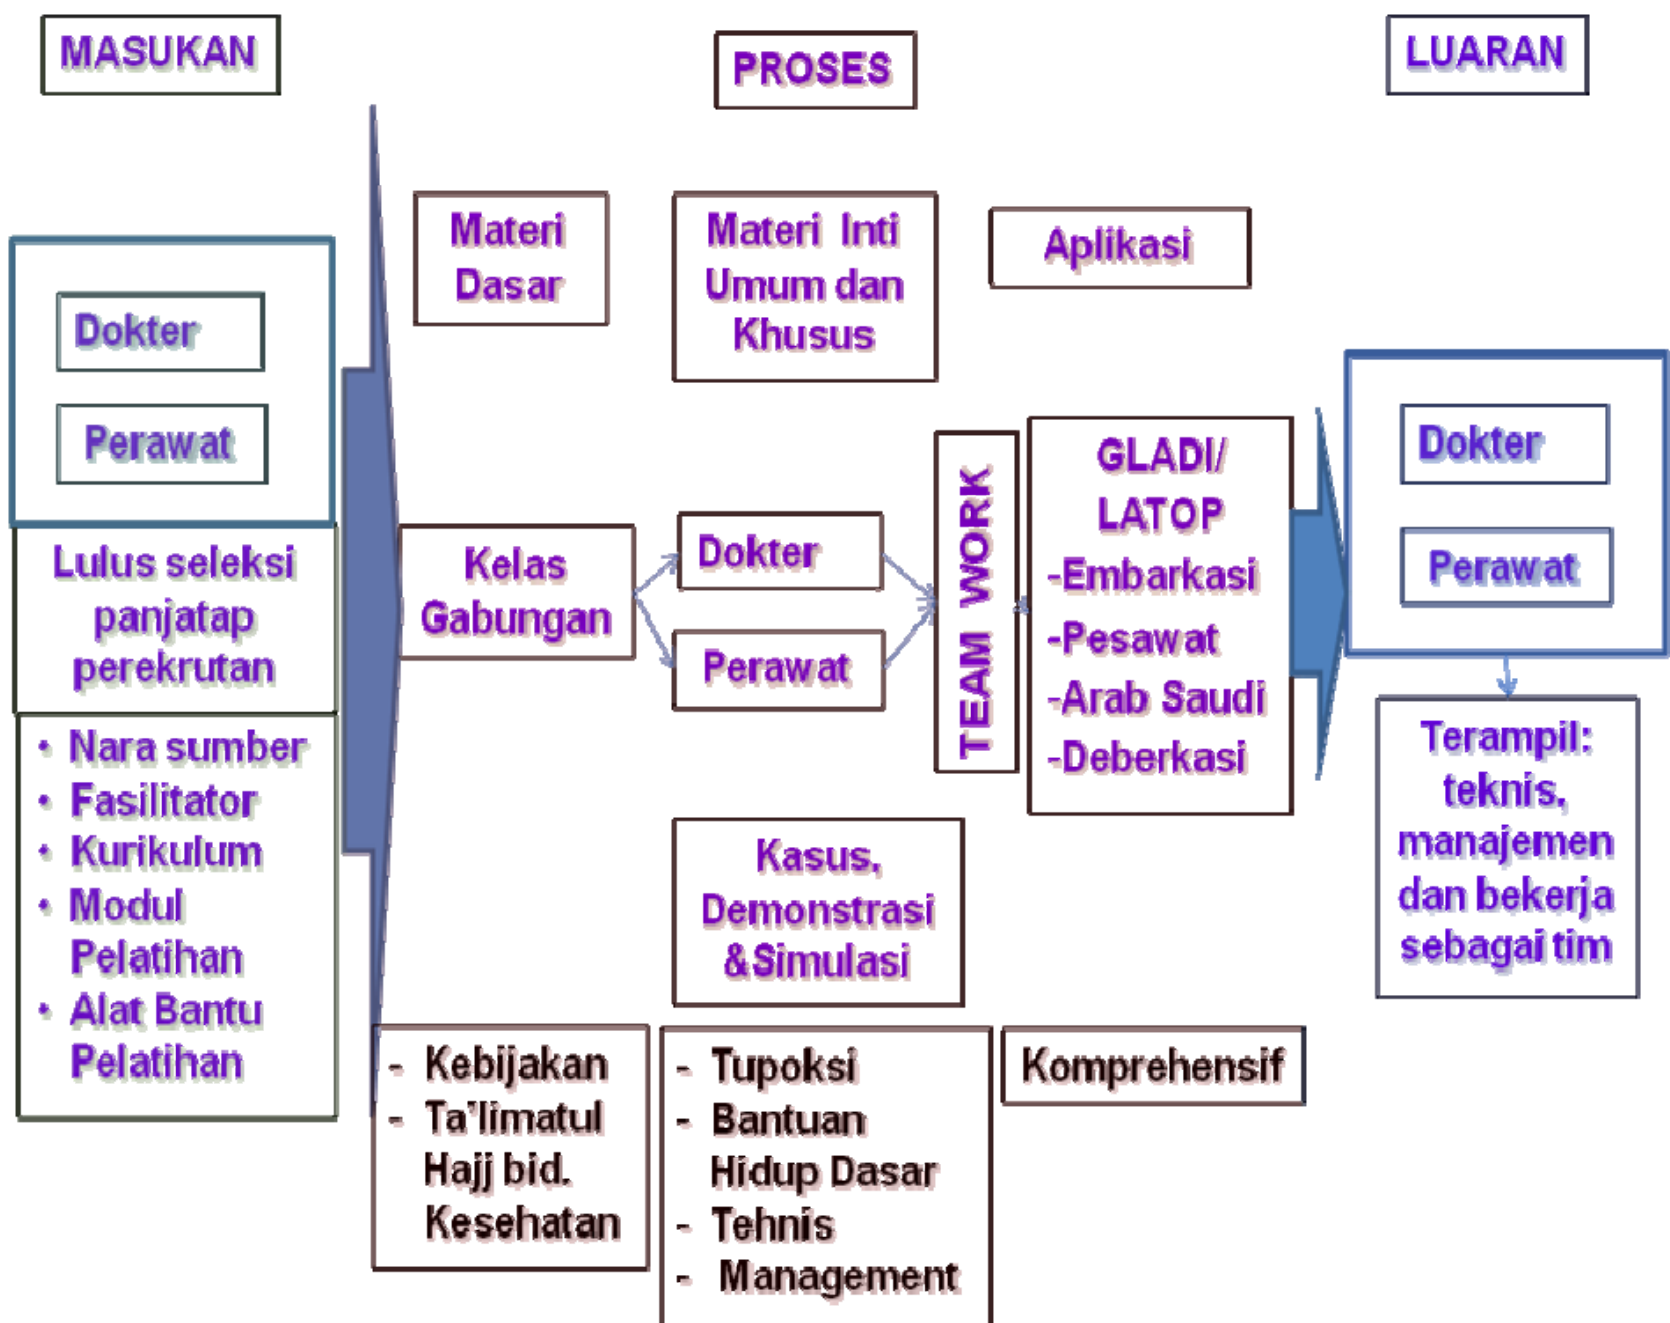 MASUKAN
PROSES
LUARAN
Dokter
Perawat
Lulus seleksi
panjatap
perekrutan
• Nara sumber
• Fasilitator
• Kurikulum
• Modul
Pelatihan
• Alat Bantu
Pelatihan
Materi
Dasar
Materi Inti
Umum dan
Khusus
Aplikasi
Kelas
Gabungan
Dokter
Perawat
TEAM WORK
GLADI/
LATOP
-Embarkasi
-Pesawat
-Arab Saudi
-Deberkasi
Kasus,
Demonstrasi
&Simulasi
- Kebijakan
- Ta'limatul
Hajj bid.
Kesehatan
- Tupoksi
- Bantuan
Hidup Dasar
- Tehnis
- Management
Komprehensif
Dokter
Perawat
Terampil:
teknis,
manajemen
dan bekerja
sebagai tim